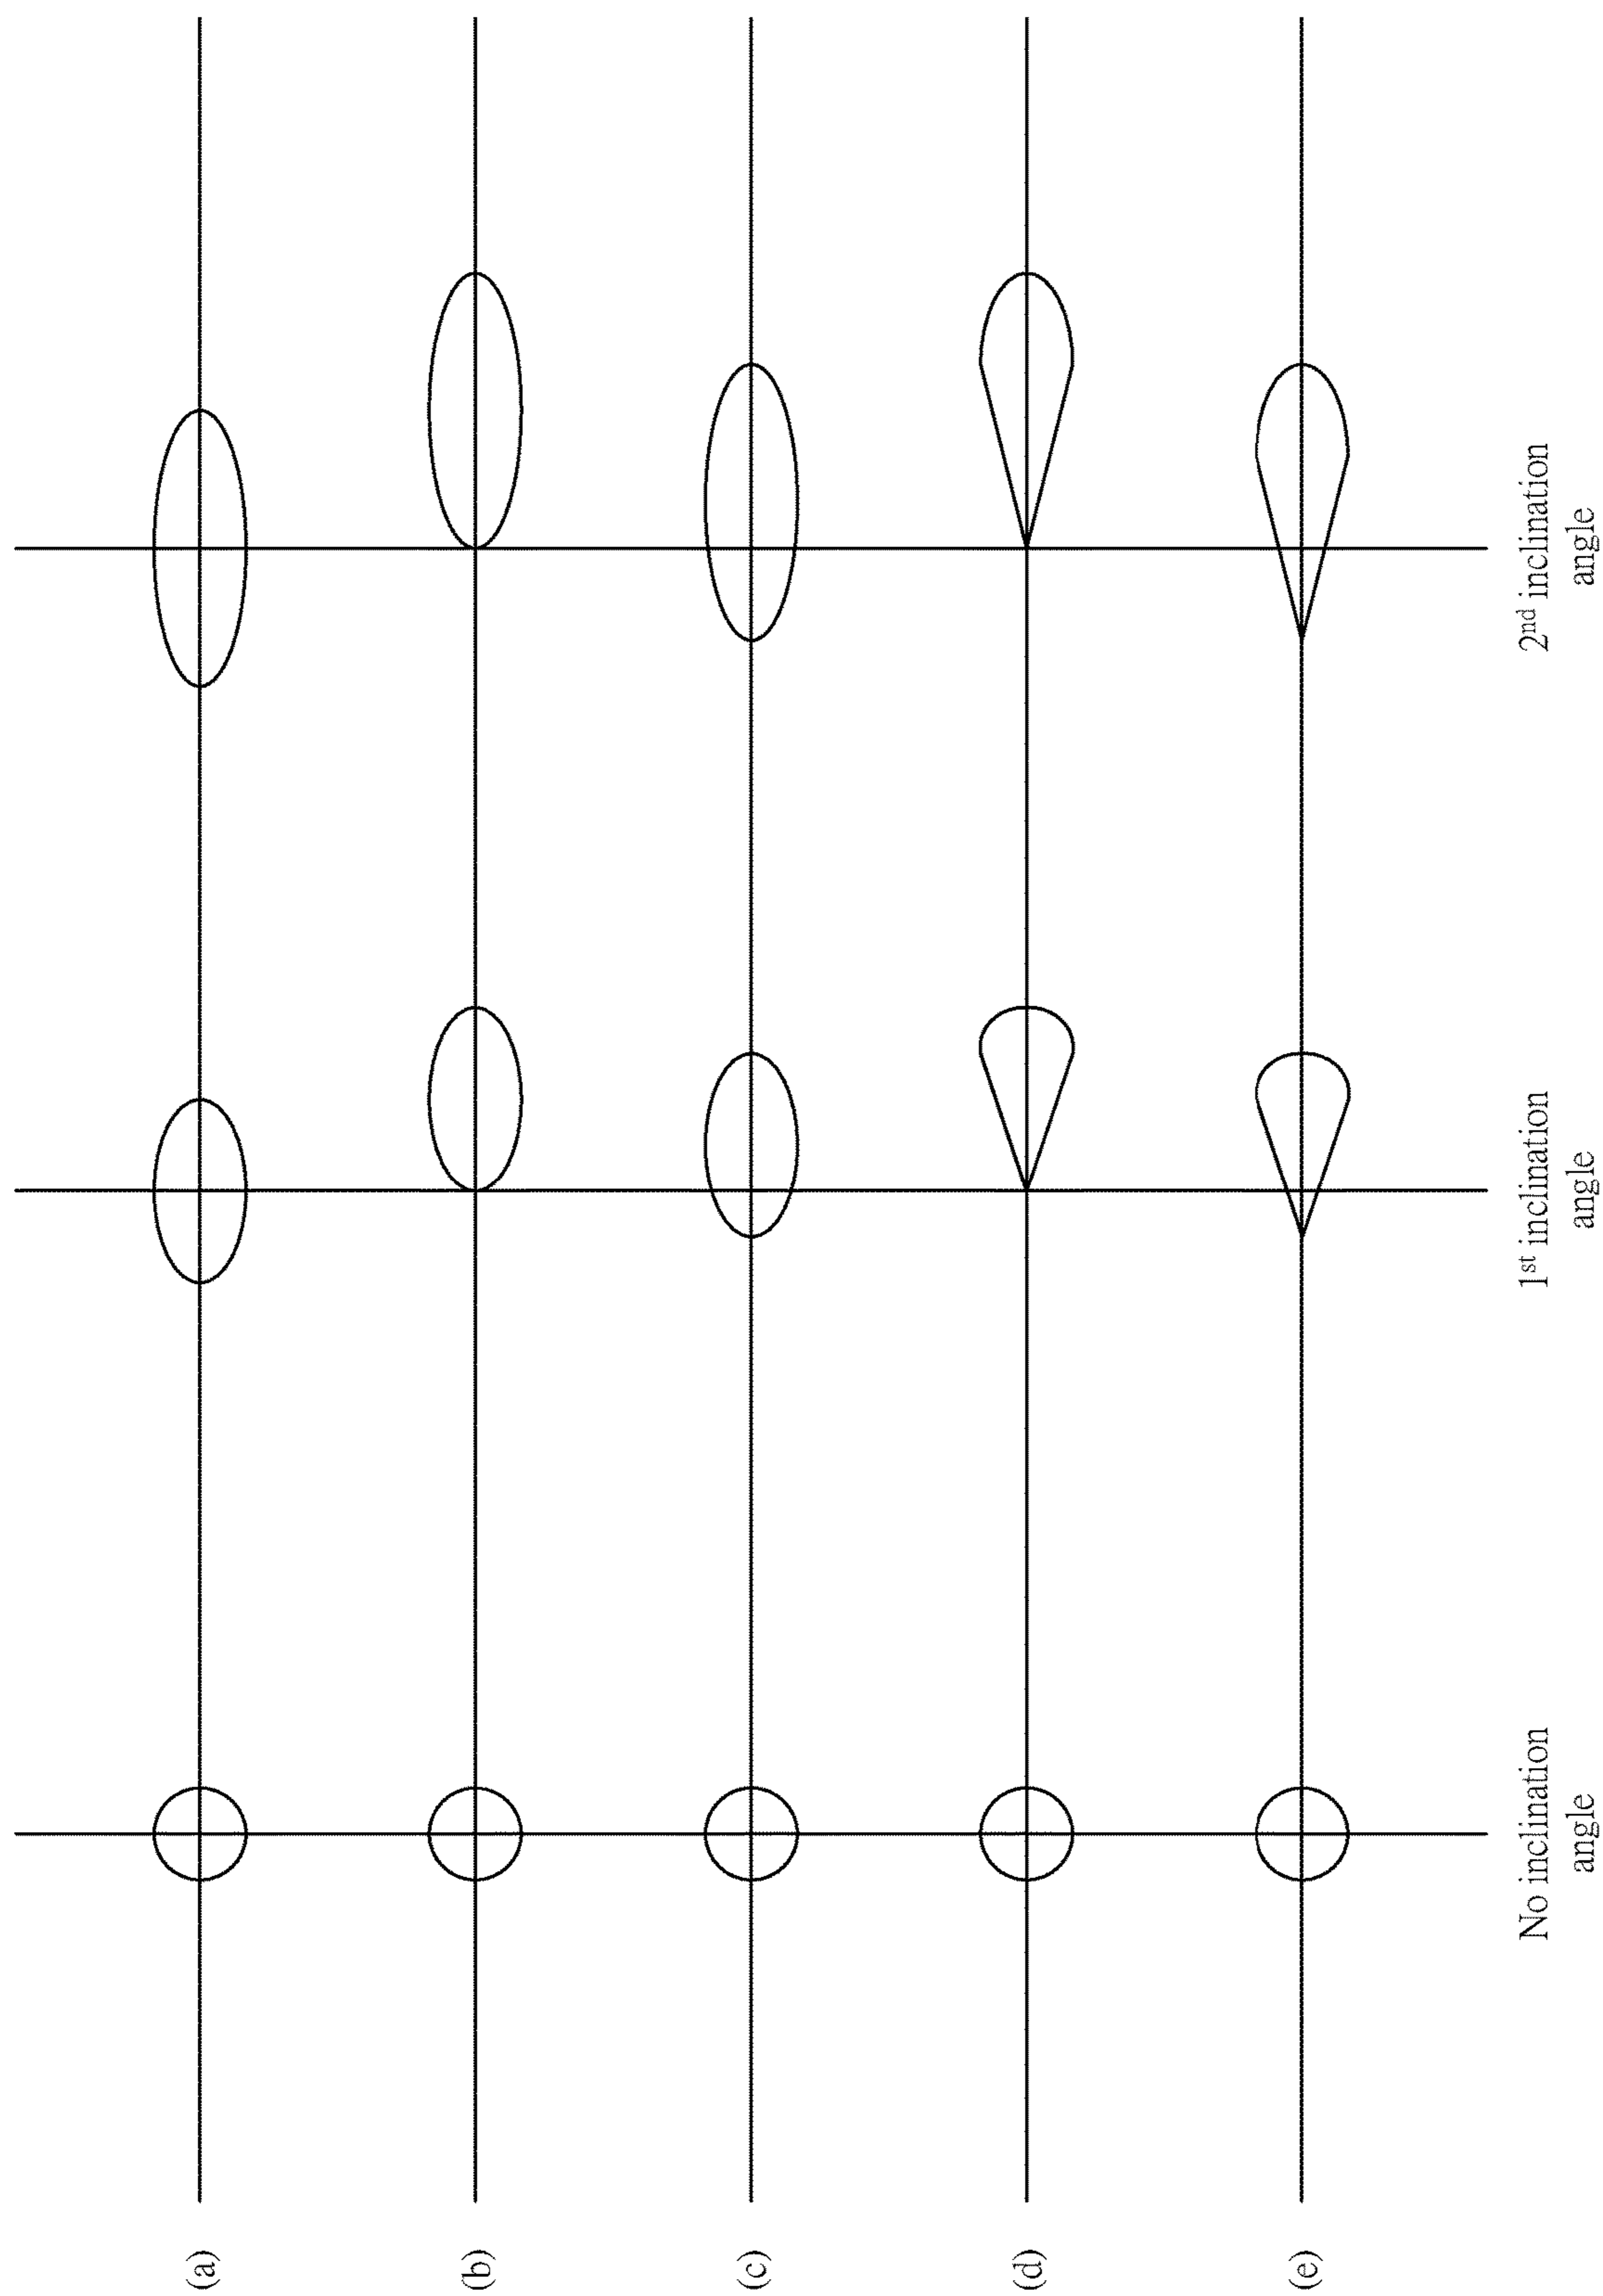 (a)
(b)
(c)
(d)
(e)
No inclination
angle
1st inclination
angle
2nd inclination
angle